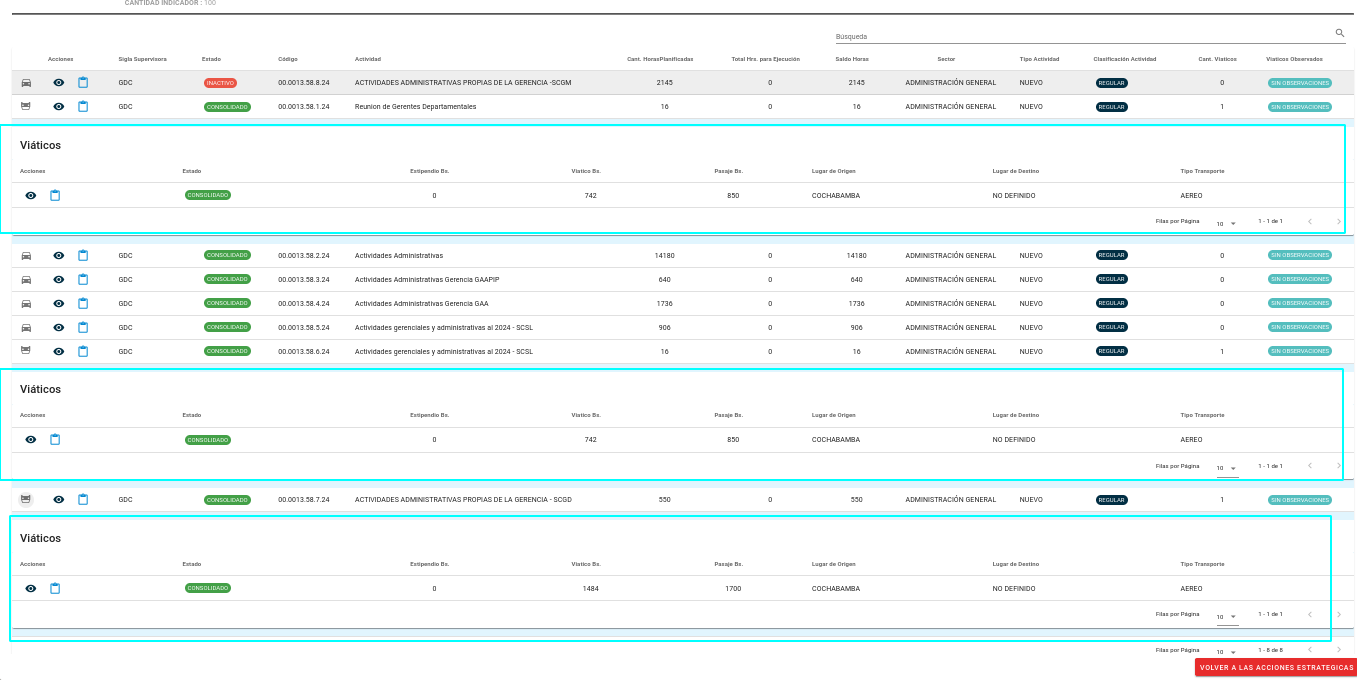 CANTIDAD INDICADOR : 100
Búsqueda
Acciones Sigla Supervisora Estado Código Actividad Cant. HorasPlanificadas Total Hrs. para Ejecución Saldo Horas Sector Tipo Actividad Clasificación Actividad Cant. Viaticos Viaticos Observados
GDC INACTIVO 00.0013.58.8.24 ACTIVIDADES ADMINISTRATIVAS PROPIAS DE LA GERENCIA -SCGM 2145 0 2145 ADMINISTRACIÓN GENERAL NUEVO REGULAR 0 SIN OBSERVACIONES
GDC CONSOLIDADO 00.0013.58.1.24 Reunion de Gerentes Departamentales 16 0 16 ADMINISTRACIÓN GENERAL NUEVO REGULAR 1 SIN OBSERVACIONES
Viáticos
Acciones Estado Estipendio Bs. Viatico Bs. Pasaje Bs. Lugar de Origen Lugar de Destino Tipo Transporte
CONSOLIDADO 0 742 850 COCHABAMBA NO DEFINIDO AEREO
Filas por Página 10 1 - 1 de 1
GDC CONSOLIDADO 00.0013.58.2.24 Actividades Administrativas 14180 0 14180 ADMINISTRACIÓN GENERAL NUEVO REGULAR 0 SIN OBSERVACIONES
GDC CONSOLIDADO 00.0013.58.3.24 Actividades Administrativas Gerencia GAAPIP 640 0 640 ADMINISTRACIÓN GENERAL NUEVO REGULAR 0 SIN OBSERVACIONES
GDC CONSOLIDADO 00.0013.58.4.24 Actividades Administrativas Gerencia GAA 1736 0 1736 ADMINISTRACIÓN GENERAL NUEVO REGULAR 0 SIN OBSERVACIONES
GDC CONSOLIDADO 00.0013.58.5.24 Actividades gerenciales y administrativas al 2024 - SCSL 906 0 906 ADMINISTRACIÓN GENERAL NUEVO REGULAR 0 SIN OBSERVACIONES
GDC CONSOLIDADO 00.0013.58.6.24 Actividades gerenciales y administrativas al 2024 - SCSL 16 0 16 ADMINISTRACIÓN GENERAL NUEVO REGULAR 1 SIN OBSERVACIONES
Viáticos
Acciones Estado Estipendio Bs. Viatico Bs. Pasaje Bs. Lugar de Origen Lugar de Destino Tipo Transporte
CONSOLIDADO 0 742 850 COCHABAMBA NO DEFINIDO AEREO
Filas por Página 10 1 - 1 de 1
GDC CONSOLIDADO 00.0013.58.7.24 ACTIVIDADES ADMINISTRATIVAS PROPIAS DE LA GERENCIA - SCGD 550 0 550 ADMINISTRACIÓN GENERAL NUEVO REGULAR 1 SIN OBSERVACIONES
Viáticos
Acciones Estado Estipendio Bs. Viatico Bs. Pasaje Bs. Lugar de Origen Lugar de Destino Tipo Transporte
CONSOLIDADO 0 1484 1700 COCHABAMBA NO DEFINIDO AEREO
Filas por Página 10 1 - 1 de 1
Filas por Página 10 1 - 8 de 8
VOLVER A LAS ACCIONES ESTRATEGICAS